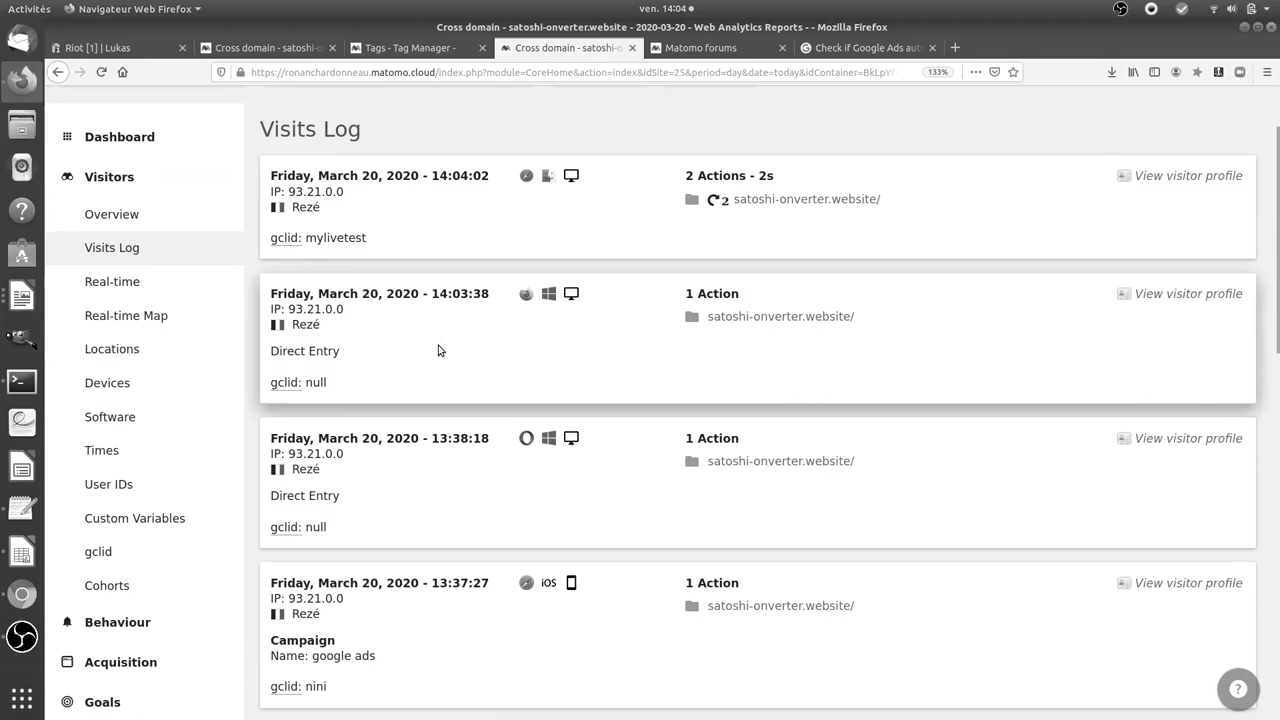 Activités
Navigateur Web Firefox
ven. 14:04
Cross domain - satoshi-onverter.website - 2020-03-20 - Web Analytics Reports - - Mozilla Firefox
Riot [1] | Lukas
Cross domain - satoshi-o
Tags - Tag Manager -
Cross domain - satoshi-on
Matomo forums
Check if Google Ads aut
https://ronanchardonneau.matomo.cloud/index.php?module=CoreHome&action=index&idSite=25&period=day&date=today&idContainer=BkLpY
133%
Dashboard
Visitors
Overview
Visits Log
Real-time
Real-time Map
Locations
Devices
Software
Times
User IDs
Custom Variables
gclid
Cohorts
Behaviour
Acquisition
Goals
Visits Log
Friday, March 20, 2020 - 14:04:02
IP: 93.21.0.0
Rezé
gclid: mylivetest
2 Actions - 2s
2 satoshi-onverter.website/
View visitor profile
Friday, March 20, 2020 - 14:03:38
IP: 93.21.0.0
Rezé
Direct Entry
gclid: null
1 Action
satoshi-onverter.website/
View visitor profile
Friday, March 20, 2020 - 13:38:18
IP: 93.21.0.0
Rezé
Direct Entry
gclid: null
1 Action
satoshi-onverter.website/
View visitor profile
Friday, March 20, 2020 - 13:37:27
iOS
IP: 93.21.0.0
Rezé
Campaign
Name: google ads
gclid: nini
1 Action
satoshi-onverter.website/
View visitor profile
?